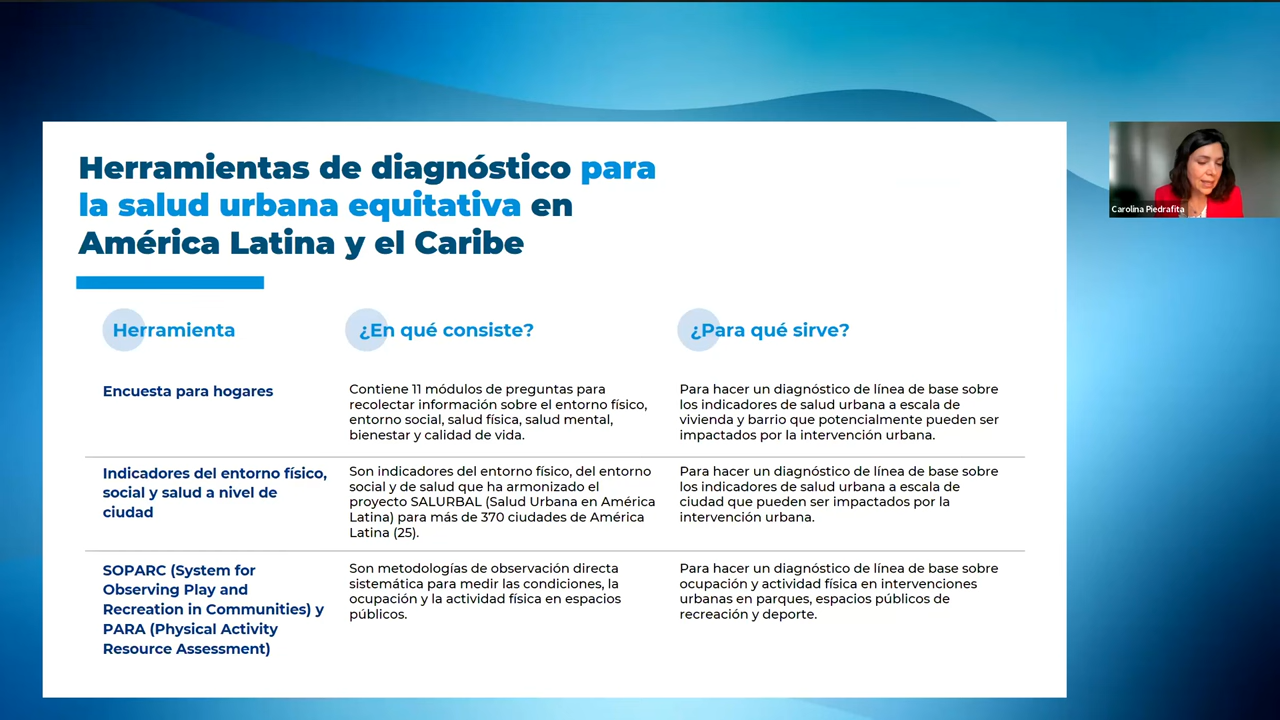 Herramientas de diagnóstico para
la salud urbana equitativa en
América Latina y el Caribe
Herramienta
¿En qué consiste?
¿Para qué sirve?
Encuesta para hogares
Contiene 11 módulos de preguntas para
recolectar información sobre el entorno físico,
entorno social, salud física, salud mental,
bienestar y calidad de vida.
Para hacer un diagnóstico de línea de base sobre
los indicadores de salud urbana a escala de
vivienda y barrio que potencialmente pueden ser
impactados por la intervención urbana.
Indicadores del entorno físico,
social y salud a nivel de
ciudad
Son indicadores del entorno físico, del entorno
social y de salud que ha armonizado el
proyecto SALURBAL (Salud Urbana en América
Latina) para más de 370 ciudades de América
Latina (25).
Para hacer un diagnóstico de línea de base sobre
los indicadores de salud urbana a escala de
ciudad que pueden ser impactados por la
intervención urbana.
SOPARC (System for
Observing Play and
Recreation in Communities) y
PARA (Physical Activity
Resource Assessment)
Son metodologías de observación directa
sistemática para medir las condiciones, la
ocupación y la actividad física en espacios
públicos.
Para hacer un diagnóstico de línea de base sobre
ocupación y actividad física en intervenciones
urbanas en parques, espacios públicos de
recreación y deporte.
Carolina Piedrafita